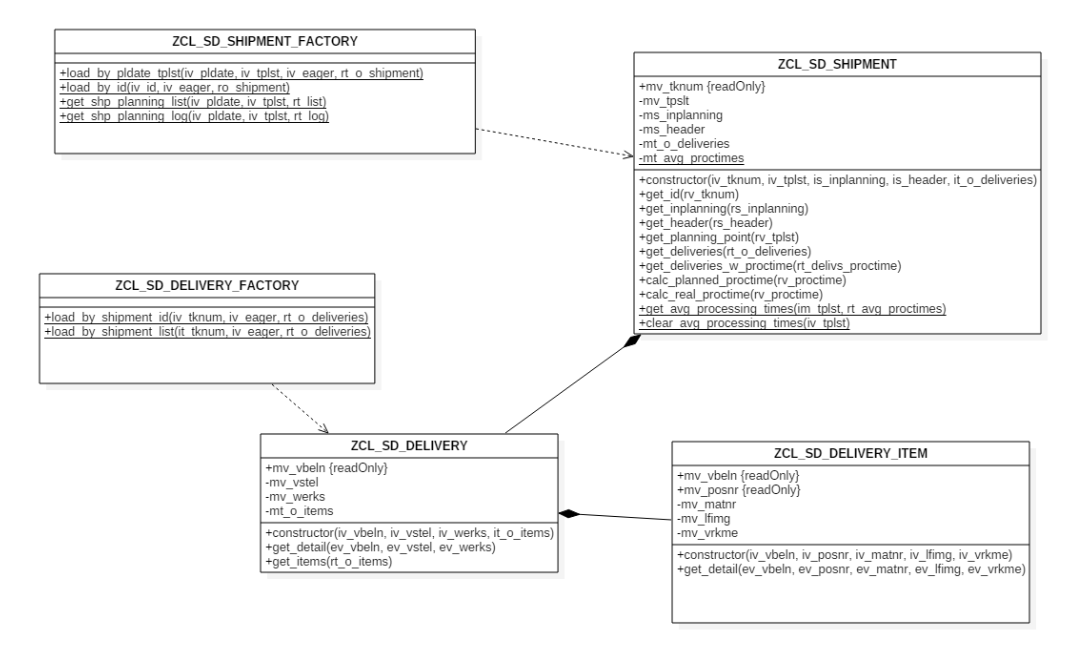 ZCL_SD_SHIPMENT_FACTORY
+load_by_pldate_tplst(iv_pldate, iv_tplst, iv_eager, rt_o_shipment)
+load_by_id(iv_id, iv_eager, ro_shipment)
+get_shp_planning_list(iv_pldate, iv_tplst, rt_list)
+get_shp_planning_log(iv_pldate, iv_tplst, rt_log)
ZCL_SD_SHIPMENT
+mv_tknum {readOnly}
-mv_tpslt
-ms_inplanning
-ms_header
-mt_o_deliveries
-mt_avg_proctimes
+constructor(iv_tknum, iv_tplst, is_inplanning, is_header, it_o_deliveries)
+get_id(rv_tknum)
+get_inplanning(rs_inplanning)
+get_header(rs_header)
+get_planning_point(rv_tplst)
+get_deliveries(rt_o_deliveries)
+get_deliveries_w_proctime(rt_delivs_proctime)
+calc_planned_proctime(rv_proctime)
+calc_real_proctime(rv_proctime)
+get_avg_processing_times(im_tplst, rt_avg_proctimes)
+clear_avg_processing_times(iv_tplst)
ZCL_SD_DELIVERY_FACTORY
+load_by_shipment_id(iv_tknum, iv_eager, rt_o_deliveries)
+load_by_shipment_list(it_tknum, iv_eager, rt_o_deliveries)
ZCL_SD_DELIVERY
+mv_vbeln {readOnly}
-mv_vstel
-mv_werks
-mt_o_items
+constructor(iv_vbeln, iv_vstel, iv_werks, it_o_items)
+get_detail(ev_vbeln, ev_vstel, ev_werks)
+get_items(rt_o_items)
ZCL_SD_DELIVERY_ITEM
+mv_vbeln {readOnly}
+mv_posnr {readOnly}
-mv_matnr
-mv_lfimg
-mv_vrkme
+constructor(iv_vbeln, iv_posnr, iv_matnr, iv_lfimg, iv_vrkme)
+get_detail(ev_vbeln, ev_posnr, ev_matnr, ev_lfimg, ev_vrkme)